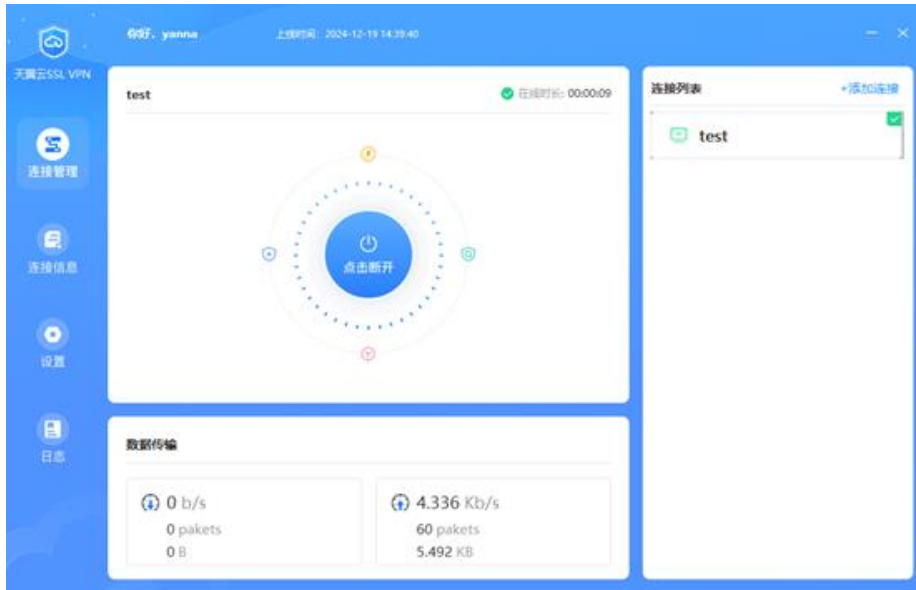 天翼云SSL VPN
你好，yanna
上线时间：2024-12-19 14:39:40
连接管理
连接信息
设置
日志
test
在线时长: 00:00:09
点击断开
数据传输
0 b/s
0 pakets
0 B
4.336 Kb/s
60 pakets
5.492 KB
连接列表
+添加连接
test